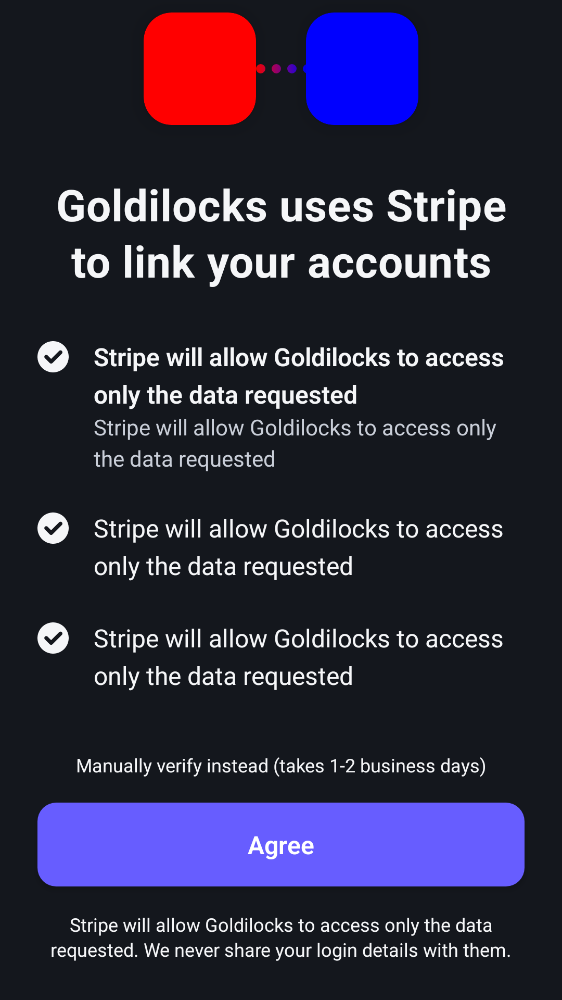 Goldilocks uses Stripe
to link your accounts
Stripe will allow Goldilocks to access
only the data requested
Stripe will allow Goldilocks to access only
the data requested
Stripe will allow Goldilocks to access
only the data requested
Stripe will allow Goldilocks to access
only the data requested
Manually verify instead (takes 1-2 business days)
Agree
Stripe will allow Goldilocks to access only the data
requested. We never share your login details with them.